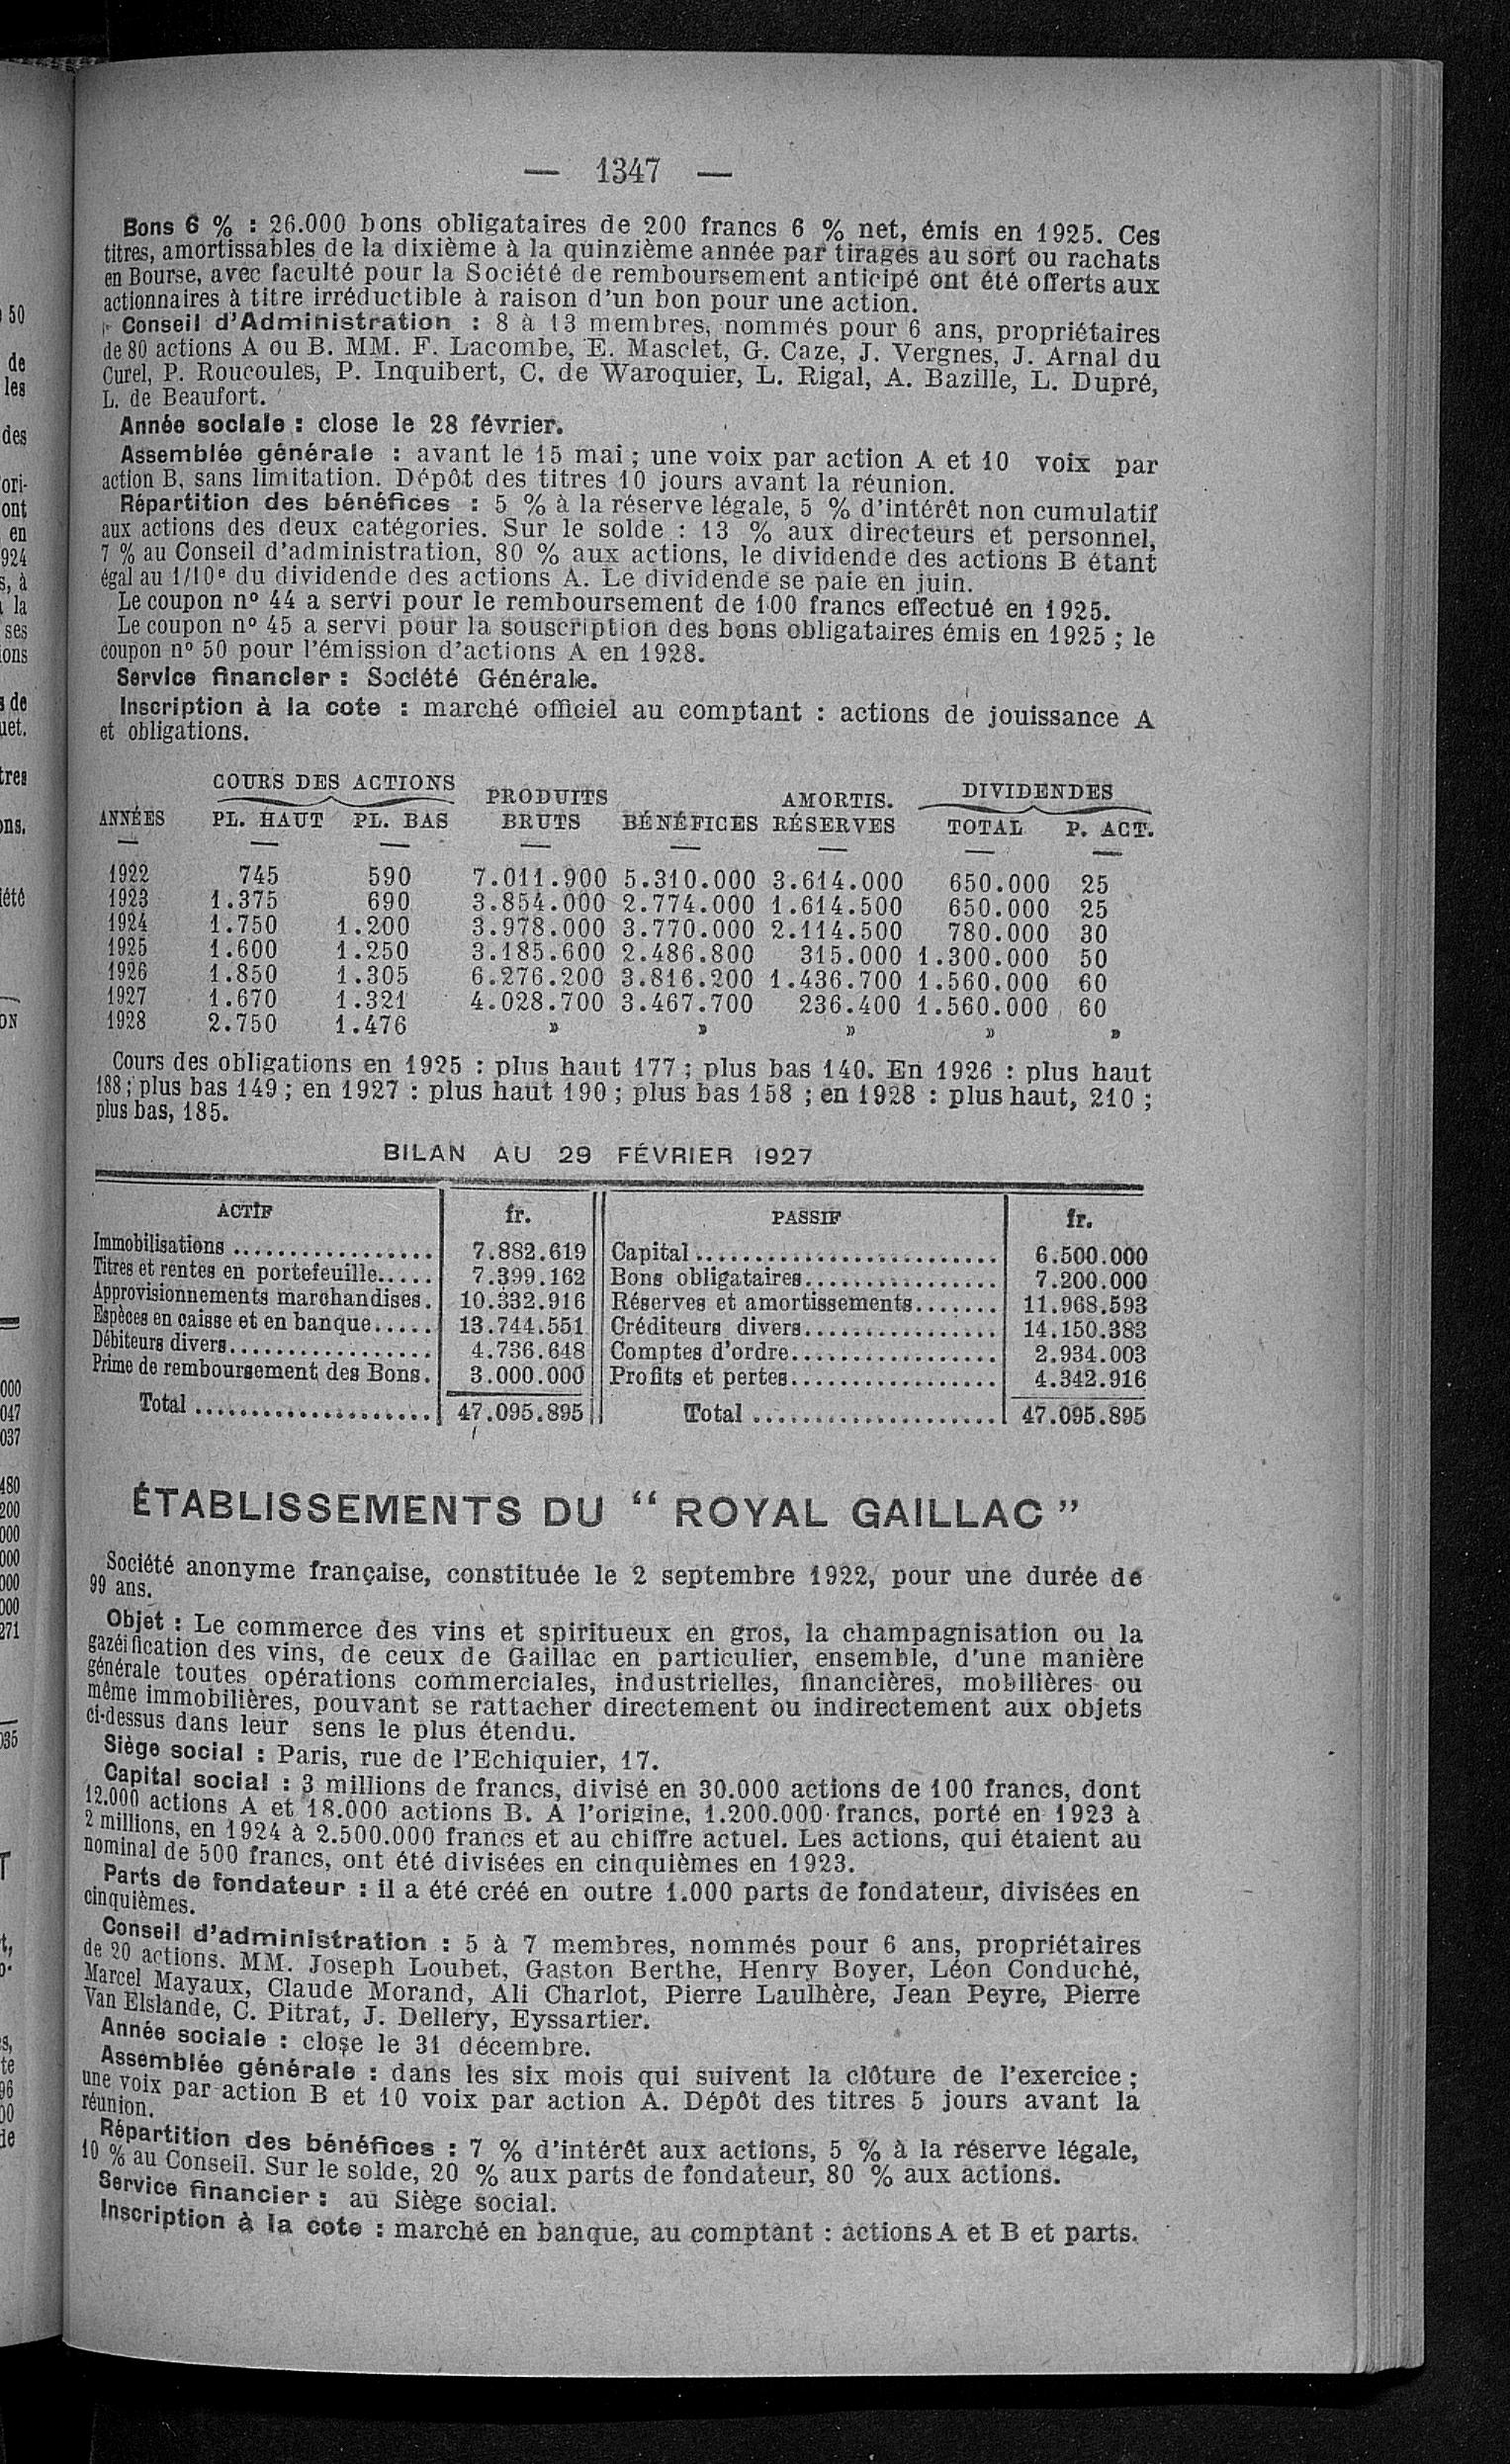 — 1347 —
Bons 6 % : 26.000 bons obligataires de 200 francs 6 % net, émis en 1925. Ces
titres, amortissables de la dixième à la quinzième année par tirages au sort ou rachats
en Bourse, avec faculté pour la Société de remboursement anticipé ont été offerts aux
actionnaires à titre irréductible à raison d'un bon pour une action.
Conseil d'Administration : 8 à 13 membres, nommés pour 6 ans, propriétaires
de 80 actions A ou B. MM. F. Lacombe, E. Masclet, G. Caze, J. Vergnes, J. Arnal du
Curel, P. Roucoules, P. Inquibert, C. de Waroquier, L. Rigal, A. Bazille, L. Dupré,
L. de Beaufort.
Année sociale : close le 28 février.
Assemblée générale : avant le 15 mai ; une voix par action A et 10 voix par
action B, sans limitation. Dépôt des titres 10 jours avant la réunion.
Répartition des bénéfices : 5 % à la réserve légale, 5 % d'intérêt non cumulatif
aux actions des deux catégories. Sur le solde : 13 % aux directeurs et personnel,
7 % au Conseil d'administration, 80 % aux actions, le dividende des actions B étant
égal au 1/10e du dividende des actions A. Le dividende se paie en juin.
Le coupon nº 44 a servi pour le remboursement de 100 francs effectué en 1925.
Le coupon nº 45 a servi pour la souscription des bons obligataires émis en 1925 ; le
coupon nº 50 pour l'émission d'actions A en 1928.
Service financier : Société Générale.
Inscription à la cote : marché officiel au comptant : actions de jouissance A
et obligations.
COURS DES ACTIONS PRODUITS AMORTIS. DIVIDENDES
ANNÉES PL. HAUT PL. BAS BRUTS BÉNÉFICES RÉSERVES TOTAL P. ACT.
1922 745 590 7.011.900 5.310.000 3.614.000 650.000 25
1923 1.375 690 3.854.000 2.774.000 1.614.500 650.000 25
1924 1.750 1.200 3.978.000 3.770.000 2.114.500 780.000 30
1925 1.600 1.250 3.185.600 2.486.800 315.000 1.300.000 50
1926 1.850 1.305 6.276.200 3.816.200 1.436.700 1.560.000 60
1927 1.670 1.321 4.028.700 3.467.700 236.400 1.560.000 60
1928 2.750 1.476 » » » » »
Cours des obligations en 1925 : plus haut 177 ; plus bas 140. En 1926 : plus haut
188 ; plus bas 149 ; en 1927 : plus haut 190 ; plus bas 158 ; en 1928 : plus haut, 210 ;
plus bas, 185.
BILAN AU 29 FÉVRIER 1927
ACTIF fr. PASSIF fr.
Immobilisations ................. 7.882.619 Capital .......................... 6.500.000
Titres et rentes en portefeuille..... 7.399.162 Bons obligataires................ 7.200.000
Approvisionnements marchandises. 10.332.916 Réserves et amortissements....... 11.968.593
Espèces en caisse et en banque..... 13.744.551 Créditeurs divers................. 14.150.383
Débiteurs divers.................. 4.736.648 Comptes d'ordre.................. 2.934.003
Prime de remboursement des Bons. 3.000.000 Profits et pertes.................. 4.342.916
Total .................... 47.095.895 Total ..................... 47.095.895
ÉTABLISSEMENTS DU “ ROYAL GAILLAC ”
Société anonyme française, constituée le 2 septembre 1922, pour une durée de
99 ans.
Objet : Le commerce des vins et spiritueux en gros, la champagnisation ou la
gazéification des vins, de ceux de Gaillac en particulier, ensemble, d'une manière
générale toutes opérations commerciales, industrielles, financières, mobilières ou
même immobilières, pouvant se rattacher directement ou indirectement aux objets
ci-dessus dans leur sens le plus étendu.
Siège social : Paris, rue de l'Echiquier, 17.
Capital social : 3 millions de francs, divisé en 30.000 actions de 100 francs, dont
12.000 actions A et 18.000 actions B. A l'origine, 1.200.000 francs, porté en 1923 à
2 millions, en 1924 à 2.500.000 francs et au chiffre actuel. Les actions, qui étaient au
nominal de 500 francs, ont été divisées en cinquièmes en 1923.
Parts de fondateur : il a été créé en outre 1.000 parts de fondateur, divisées en
cinquièmes.
Conseil d'administration : 5 à 7 membres, nommés pour 6 ans, propriétaires
de 20 actions. MM. Joseph Loubet, Gaston Berthe, Henry Boyer, Léon Conduché,
Marcel Mayaux, Claude Morand, Ali Charlot, Pierre Laulhère, Jean Peyre, Pierre
Van Elslande, C. Pitrat, J. Dellery, Eyssartier.
Année sociale : close le 31 décembre.
Assemblée générale : dans les six mois qui suivent la clôture de l'exercice ;
une voix par action B et 10 voix par action A. Dépôt des titres 5 jours avant la
réunion.
Répartition des bénéfices : 7 % d'intérêt aux actions, 5 % à la réserve légale,
10 % au Conseil. Sur le solde, 20 % aux parts de fondateur, 80 % aux actions.
Service financier : au Siège social.
Inscription à la cote : marché en banque, au comptant : actions A et B et parts.